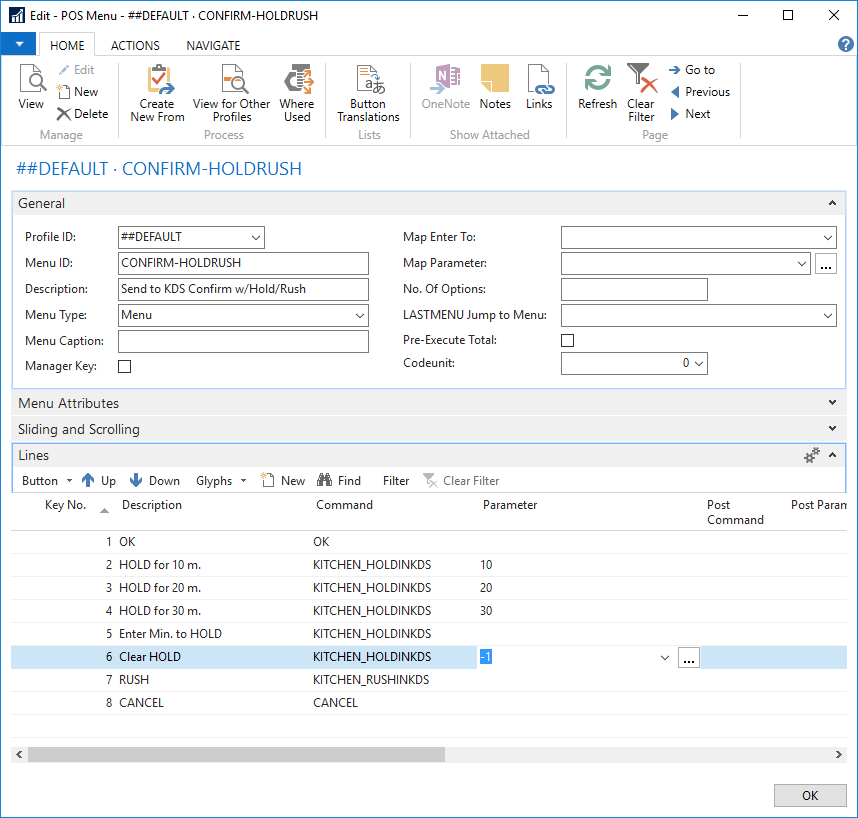 Edit - POS Menu - ##DEFAULT · CONFIRM-HOLDRUSH
HOME ACTIONS NAVIGATE
View
Edit
New
Delete
Manage
Create New From
View for Other Profiles
Where Used
Process
Button Translations
Lists
OneNote
Notes
Links
Show Attached
Refresh
Clear Filter
Go to
Previous
Next
Page
##DEFAULT · CONFIRM-HOLDRUSH
General
Profile ID: ##DEFAULT
Menu ID: CONFIRM-HOLDRUSH
Description: Send to KDS Confirm w/Hold/Rush
Menu Type: Menu
Menu Caption:
Manager Key:
Map Enter To:
Map Parameter: ...
No. Of Options:
LASTMENU Jump to Menu:
Pre-Execute Total:
Codeunit: 0
Menu Attributes
Sliding and Scrolling
Lines
Button Up Down Glyphs New Find Filter Clear Filter
Key No. Description Command Parameter Post Command Post Param
1 OK OK
2 HOLD for 10 m. KITCHEN_HOLDINKDS 10
3 HOLD for 20 m. KITCHEN_HOLDINKDS 20
4 HOLD for 30 m. KITCHEN_HOLDINKDS 30
5 Enter Min. to HOLD KITCHEN_HOLDINKDS
6 Clear HOLD KITCHEN_HOLDINKDS -1 ...
7 RUSH KITCHEN_RUSHINKDS
8 CANCEL CANCEL
OK